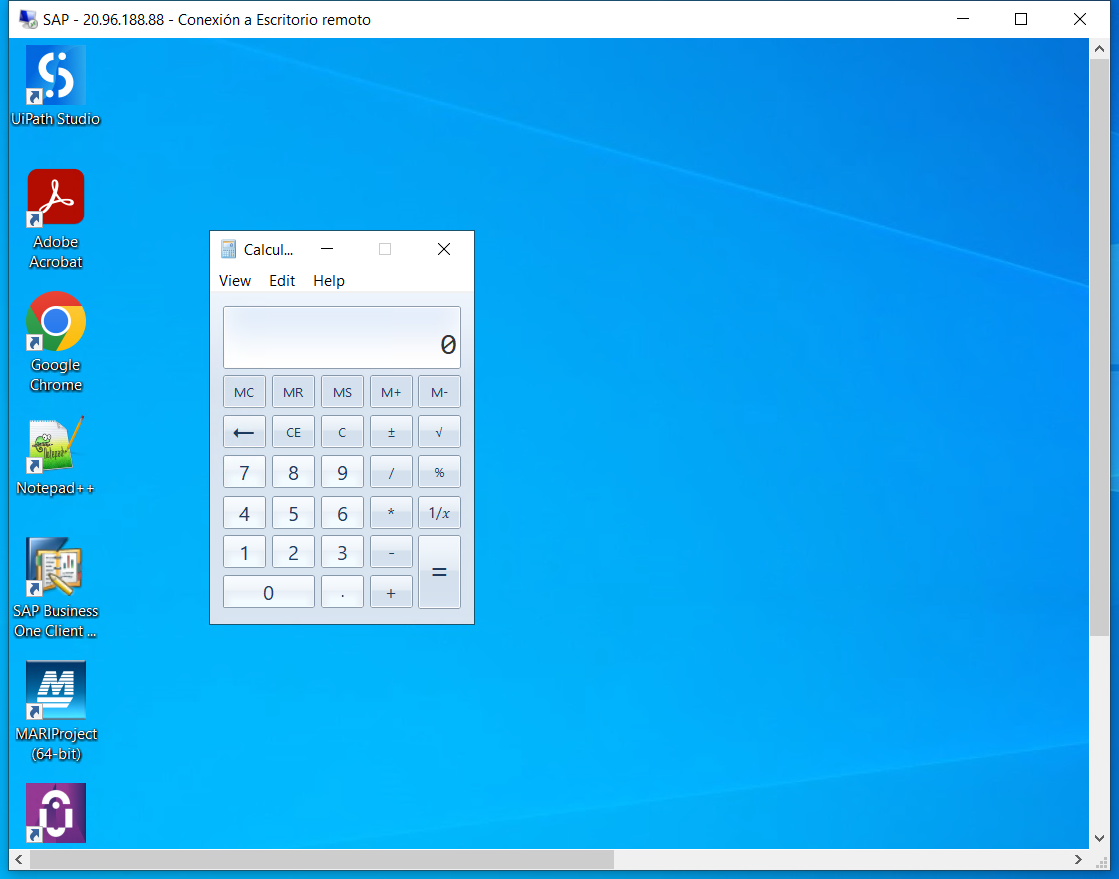 SAP - 20.96.188.88 - Conexión a Escritorio remoto
UiPath Studio
Adobe
Acrobat
Google
Chrome
Notepad++
SAP Business
One Client ...
MARIProject
(64-bit)
Calcul...
View Edit Help
0
MC MR MS M+ M-
← CE C ± √
7 8 9 / %
4 5 6 * 1/x
1 2 3 - =
0 . +